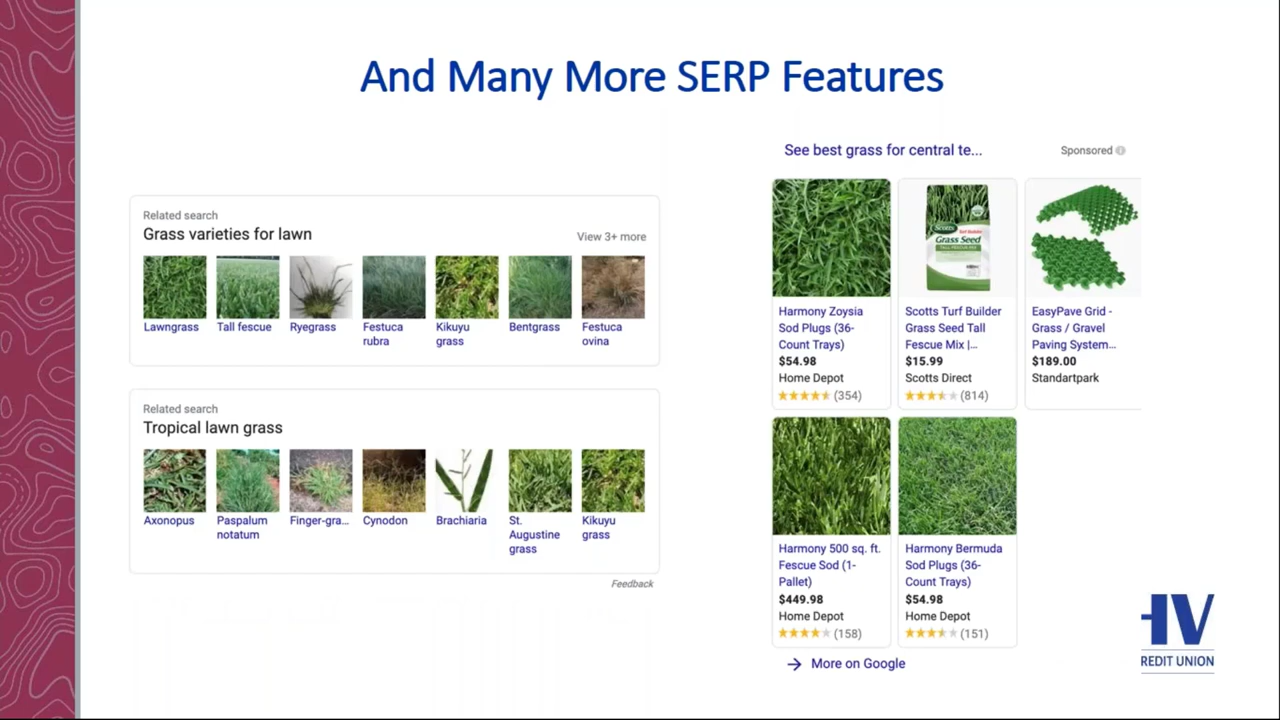 And Many More SERP Features
Related search
Grass varieties for lawn
View 3+ more
Lawngrass
Tall fescue
Ryegrass
Festuca
rubra
Kikuyu
grass
Bentgrass
Festuca
ovina
Related search
Tropical lawn grass
Axonopus
Paspalum
notatum
Finger-gra...
Cynodon
Brachiaria
St.
Augustine
grass
Kikuyu
grass
Feedback
See best grass for central te...
Sponsored
Harmony Zoysia
Sod Plugs (36-
Count Trays)
$54.98
Home Depot
(354)
Scotts
Turf Builder
Grass Seed
Scotts Turf Builder
Grass Seed Tall
Fescue Mix |...
$15.99
Scotts Direct
(814)
EasyPave Grid -
Grass / Gravel
Paving System...
$189.00
Standartpark
Harmony 500 sq. ft.
Fescue Sod (1-
Pallet)
$449.98
Home Depot
(158)
Harmony Bermuda
Sod Plugs (36-
Count Trays)
$54.98
Home Depot
(151)
More on Google
HV
REDIT UNION